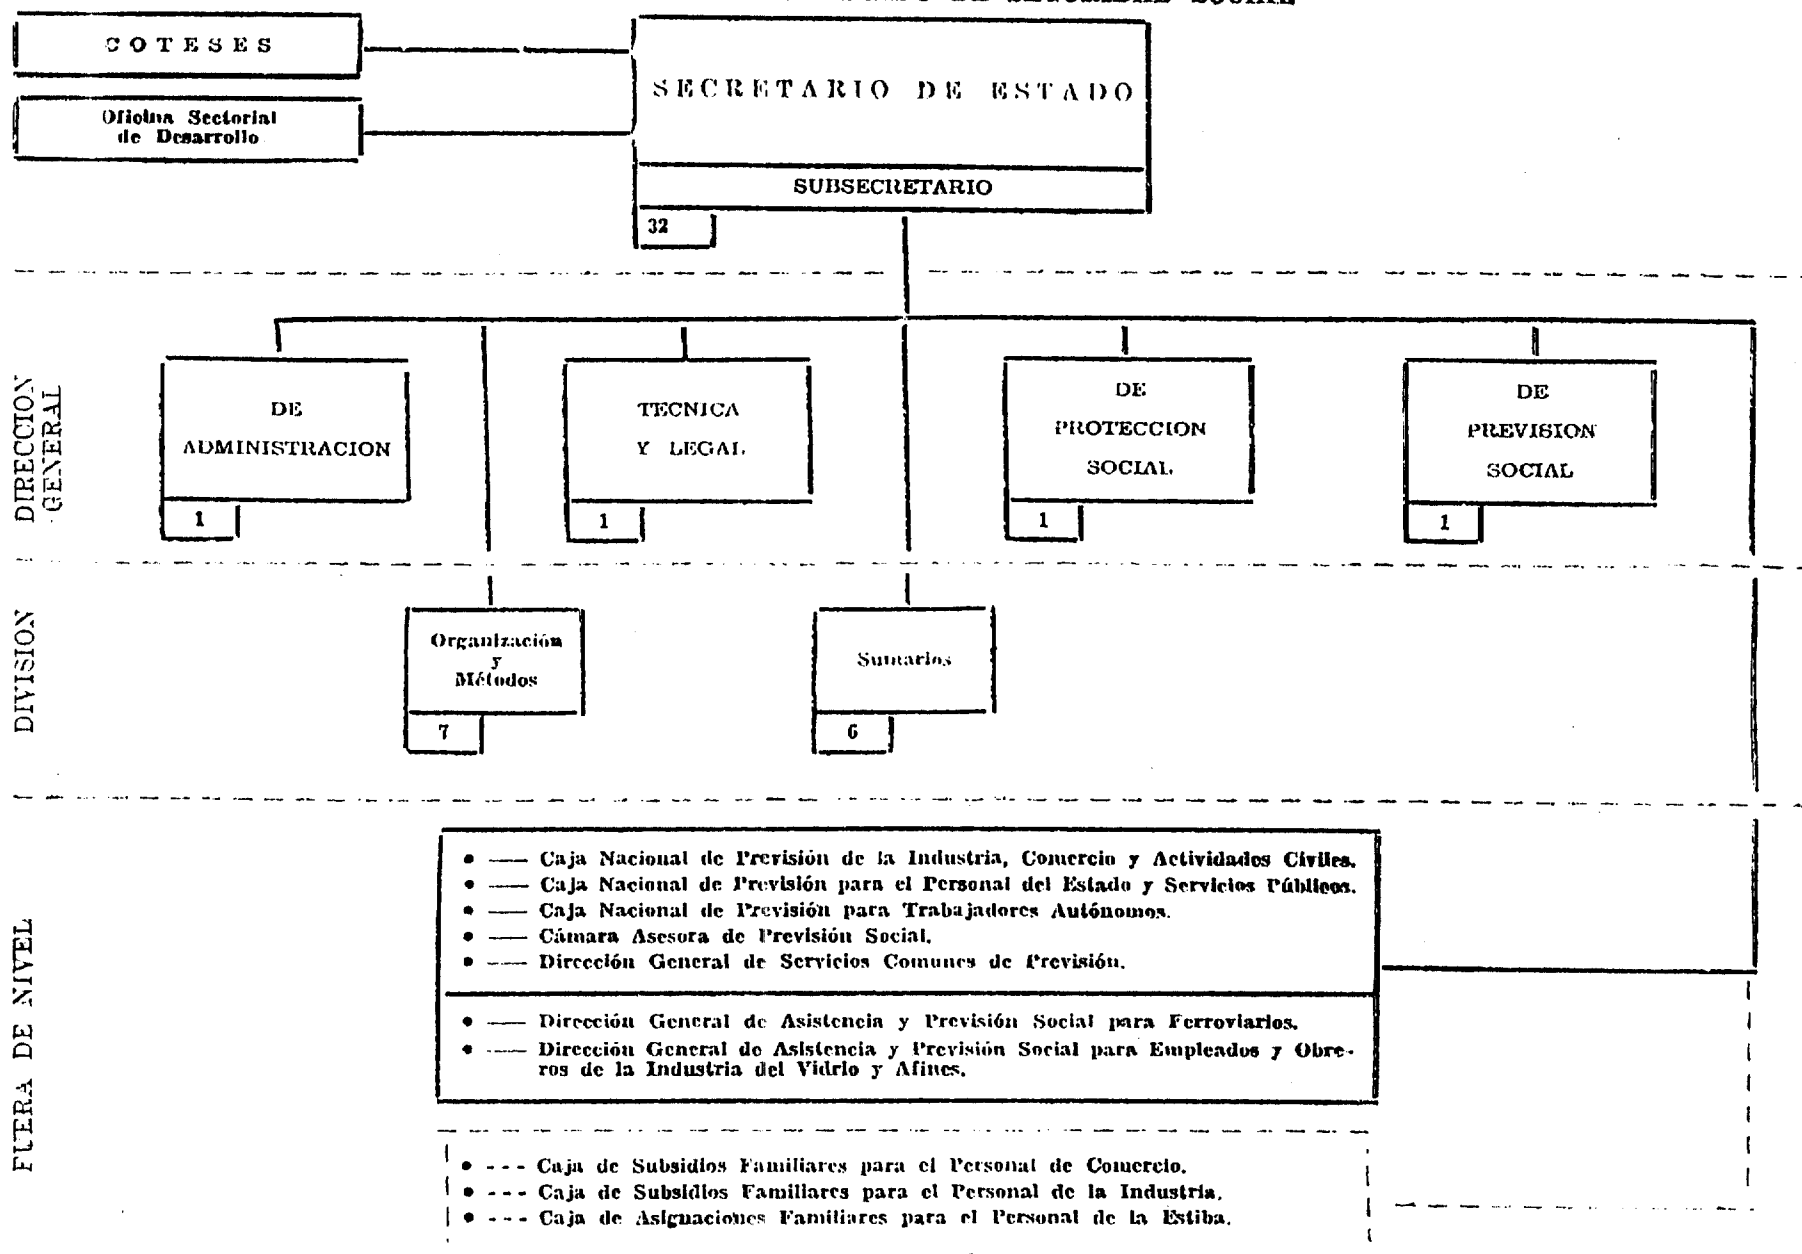 DE SEGURIDAD SOCIAL
COTESES
SECRETARIO DE ESTADO
Oficina Sectorial
de Desarrollo
SUBSECRETARIO
32
DIRECCION
GENERAL
DE
ADMINISTRACION
1
TECNICA
Y LEGAL
1
DE
PROTECCION
SOCIAL
1
DE
PREVISION
SOCIAL
1
DIVISION
Organización
y
Métodos
7
Sumarios
6
FUERA DE NIVEL
• — Caja Nacional de Previsión de la Industria, Comercio y Actividades Civiles.
• — Caja Nacional de Previsión para el Personal del Estado y Servicios Públicos.
• — Caja Nacional de Previsión para Trabajadores Autónomos.
• — Cámara Asesora de Previsión Social.
• — Dirección General de Servicios Comunes de Previsión.
• — Dirección General de Asistencia y Previsión Social para Ferroviarios.
• — Dirección General de Asistencia y Previsión Social para Empleados y Obre-
ros de la Industria del Vidrio y Afines.
• --- Caja de Subsidios Familiares para el Personal de Comercio.
• --- Caja de Subsidios Familiares para el Personal de la Industria.
• --- Caja de Asignaciones Familiares para el Personal de la Estiba.